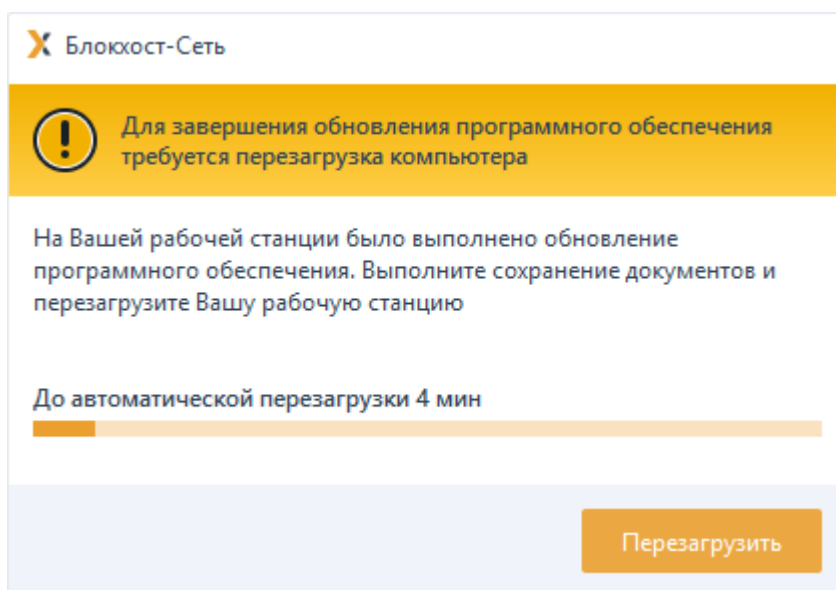 Блокхост-Сеть
Для завершения обновления программного обеспечения
требуется перезагрузка компьютера
На Вашей рабочей станции было выполнено обновление
программного обеспечения. Выполните сохранение документов и
перезагрузите Вашу рабочую станцию
До автоматической перезагрузки 4 мин
Перезагрузить